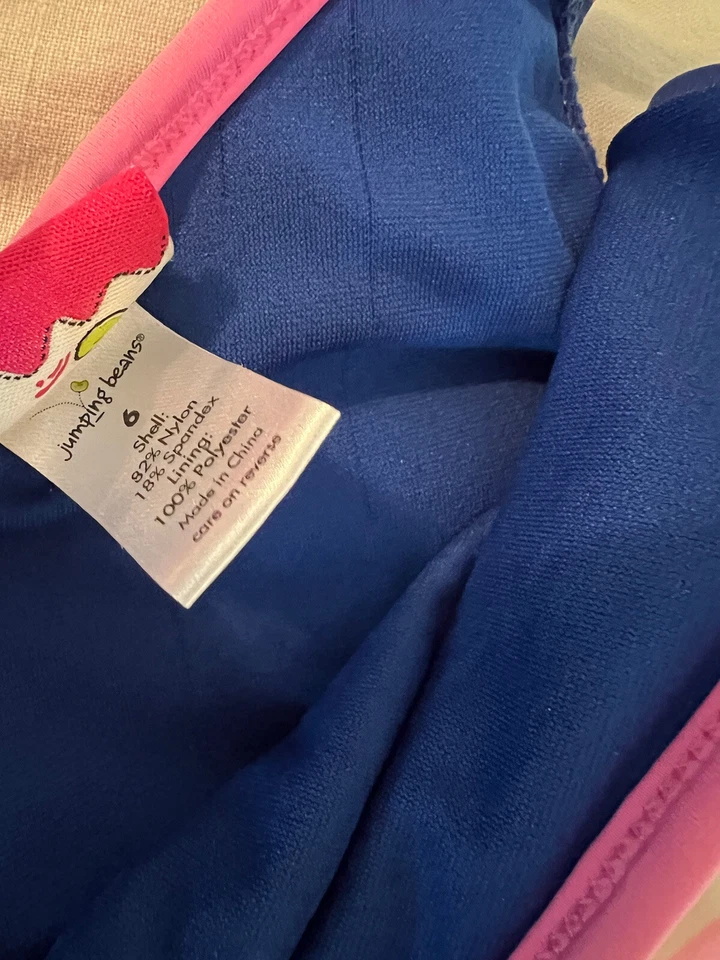 jumping beans®
6
Shell:
82% Nylon
18% Spandex
Lining:
100% Polyester
Made in China
care on reverse